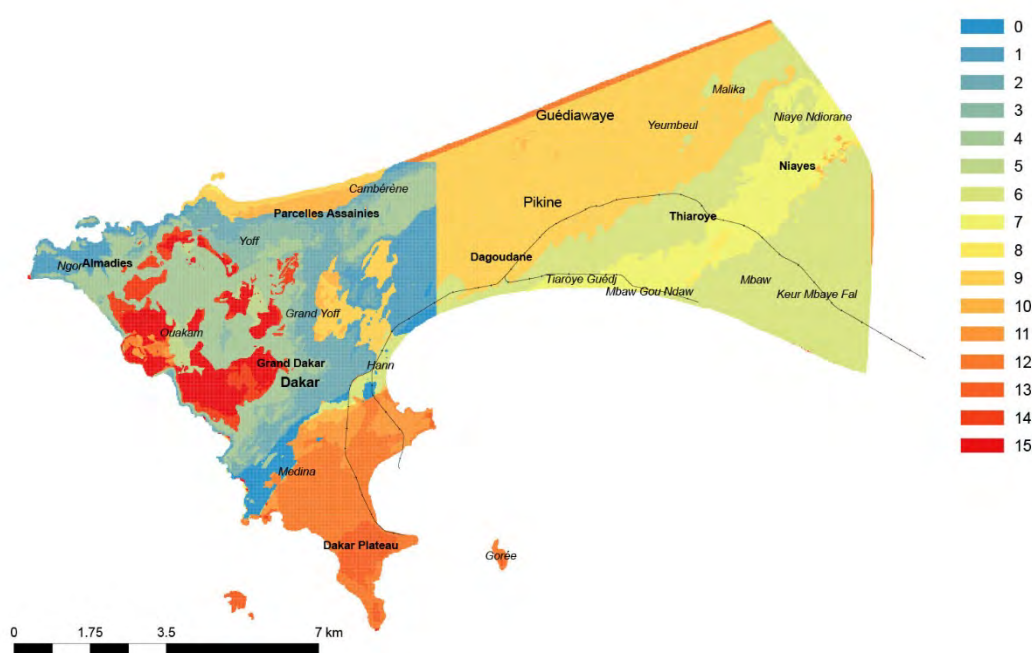 0
1
2
3
4
5
6
7
8
9
10
11
12
13
14
15
Malika
Guédiawaye
Niaye Ndiorane
Yeumbeul
Niayes
Cambérène
Pikine
Parcelles Assainies
Thiaroye
Yoff
Dagoudane
Ngor
Almadies
Tiaroye Guédj
Mbaw
Mbaw Gou Ndaw
Keur Mbaye Fal
Grand Yoff
Ouakam
Grand Dakar
Hann
Dakar
Medina
Dakar Plateau
Gorée
0 1.75 3.5 7 km